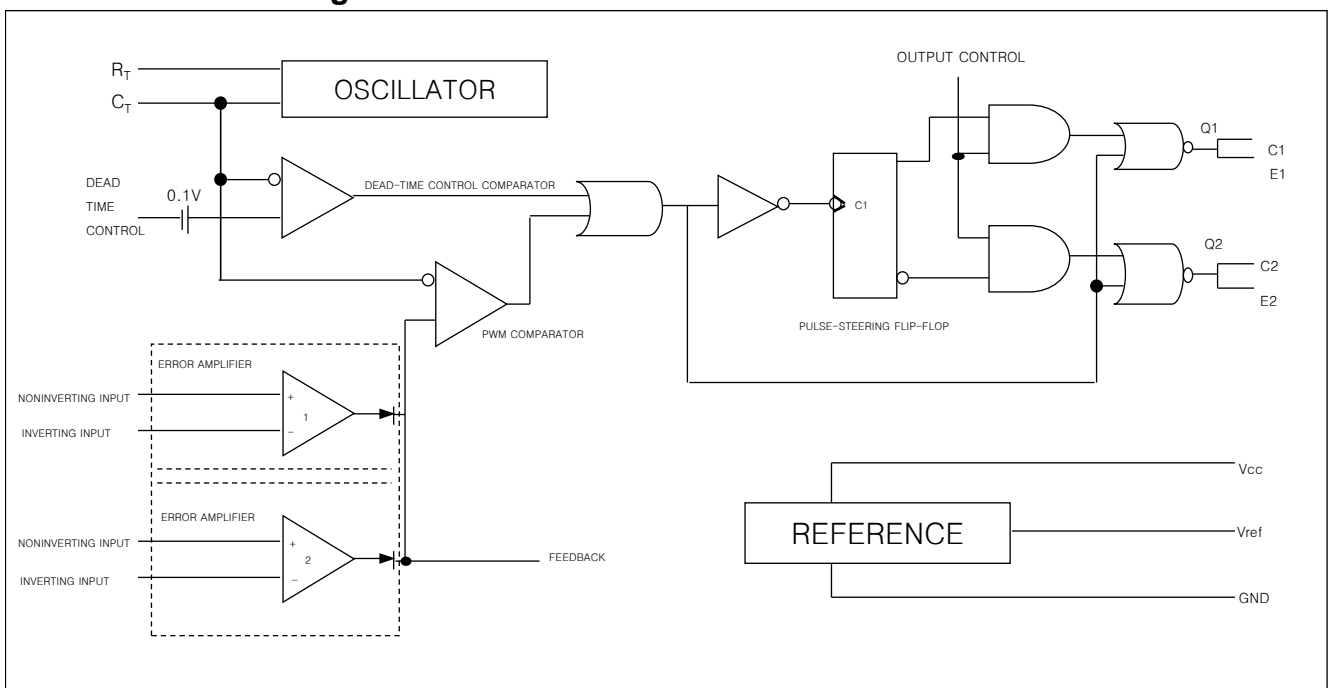 OSCILLATOR
R_T
C_T
DEAD
TIME
CONTROL
0.1V
DEAD-TIME CONTROL COMPARATOR
PWM COMPARATOR
OUTPUT CONTROL
C1
PULSE-STEERING FLIP-FLOP
Q1
C1
E1
Q2
C2
E2
ERROR AMPLIFIER
NONINVERTING INPUT
+
1
INVERTING INPUT
−
ERROR AMPLIFIER
NONINVERTING INPUT
+
2
INVERTING INPUT
−
FEEDBACK
REFERENCE
Vcc
Vref
GND